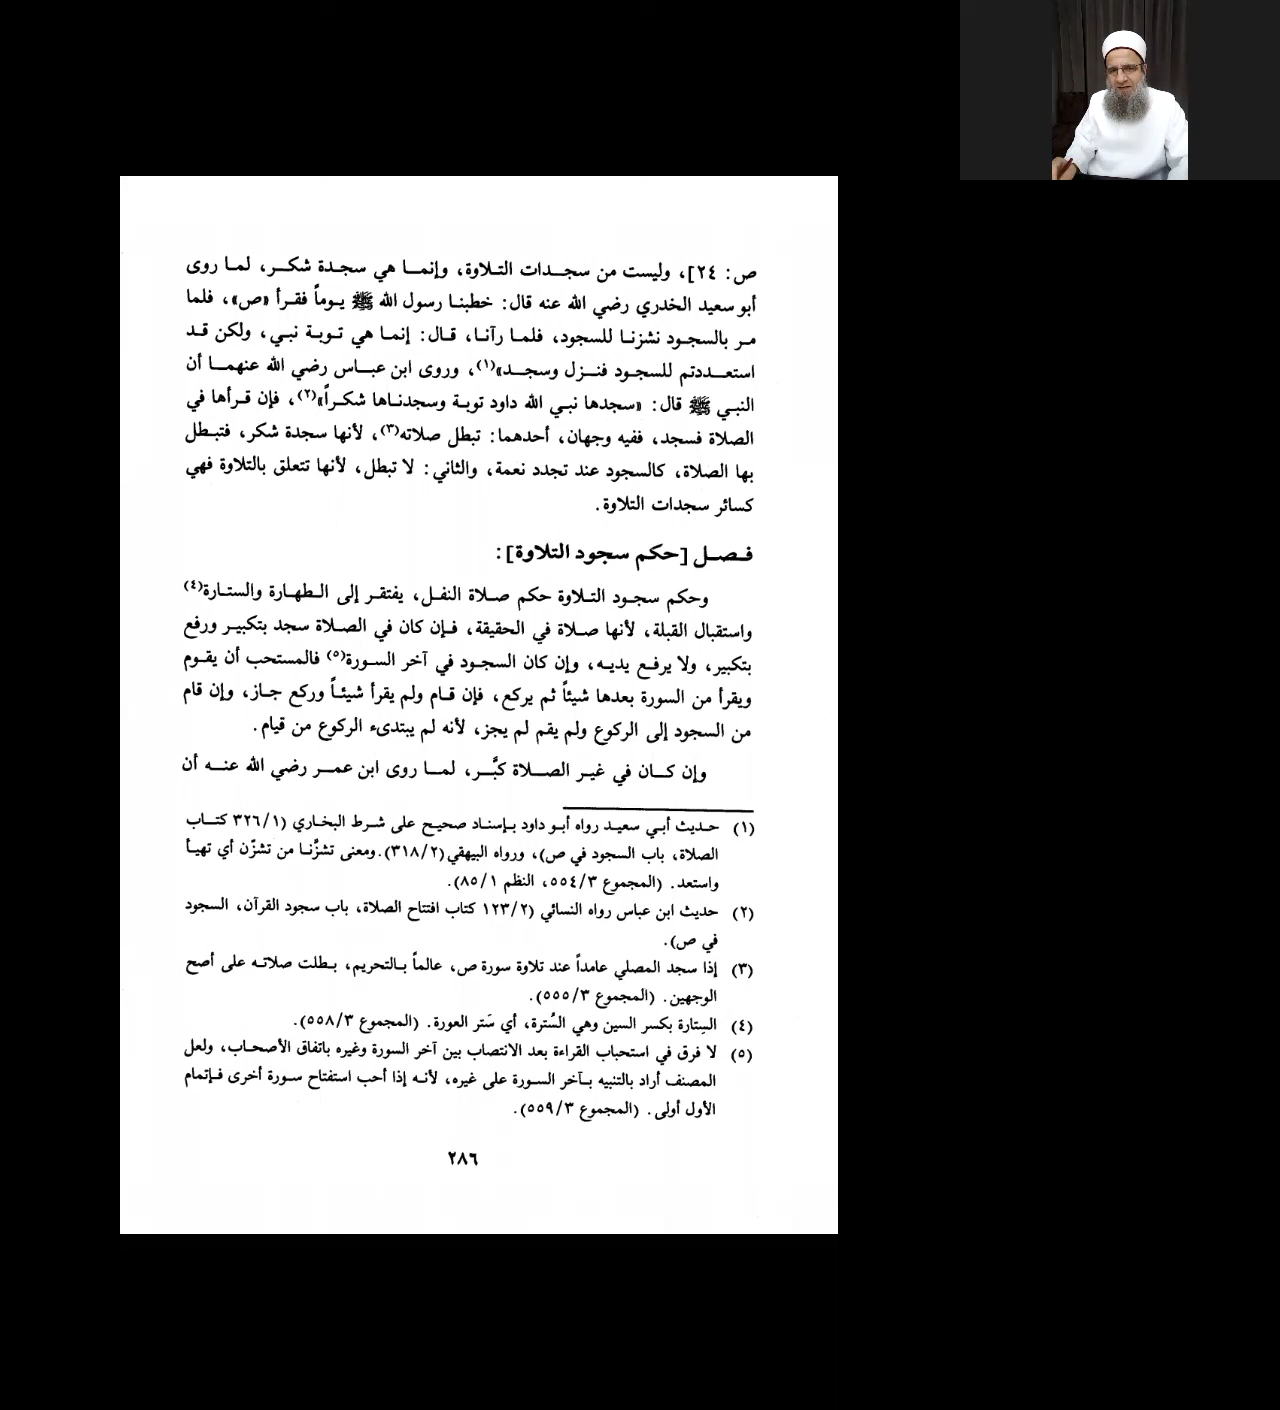 ص: ٢٤]، وليست من سجدات التلاوة، وإنما هي سجدة شكر، لما روى
أبو سعيد الخدري رضي الله عنه قال: خطبنا رسول الله ﷺ يوماً فقرأ «ص»، فلما
مر بالسجود نشزنا للسجود، فلما رآنا، قال: إنما هي توبة نبي، ولكن قد
استعددتم للسجود فنزل وسجد»(١)، وروى ابن عباس رضي الله عنهما أن
النبي ﷺ قال: «سجدها نبي الله داود توبة وسجدناها شكراً»(٢)، فإن قرأها في
الصلاة فسجد، ففيه وجهان، أحدهما: تبطل صلاته(٣)، لأنها سجدة شكر، فتبطل
بها الصلاة، كالسجود عند تجدد نعمة، والثاني: لا تبطل، لأنها تتعلق بالتلاوة فهي
كسائر سجدات التلاوة.
فصل [حكم سجود التلاوة]:
وحكم سجود التلاوة حكم صلاة النفل، يفتقر إلى الطهارة والستارة(٤)
واستقبال القبلة، لأنها صلاة في الحقيقة، فإن كان في الصلاة سجد بتكبير ورفع
بتكبير، ولا يرفع يديه، وإن كان السجود في آخر السورة(٥) فالمستحب أن يقوم
ويقرأ من السورة بعدها شيئاً ثم يركع، فإن قام ولم يقرأ شيئاً وركع جاز، وإن قام
من السجود إلى الركوع ولم يقم لم يجز، لأنه لم يبتدىء الركوع من قيام.
وإن كان في غير الصلاة كبَّر، لما روى ابن عمر رضي الله عنه أن
(١) حديث أبي سعيد رواه أبو داود بإسناد صحيح على شرط البخاري (٣٢٦/١ كتاب
الصلاة، باب السجود في ص)، ورواه البيهقي (٣١٨/٢). ومعنى تشزَّنا من تشزّن أي تهيأ
واستعد. (المجموع ٥٥٤/٣، النظم ٨٥/١).
(٢) حديث ابن عباس رواه النسائي (١٢٣/٢ كتاب افتتاح الصلاة، باب سجود القرآن، السجود
في ص).
(٣) إذا سجد المصلي عامداً عند تلاوة سورة ص، عالماً بالتحريم، بطلت صلاته على أصح
الوجهين. (المجموع ٥٥٥/٣).
(٤) السِتارة بكسر السين وهي السُترة، أي سَتر العورة. (المجموع ٥٥٨/٣).
(٥) لا فرق في استحباب القراءة بعد الانتصاب بين آخر السورة وغيره باتفاق الأصحاب، ولعل
المصنف أراد بالتنبيه بآخر السورة على غيره، لأنه إذا أحب استفتاح سورة أخرى فإتمام
الأول أولى. (المجموع ٥٥٩/٣).
٢٨٦